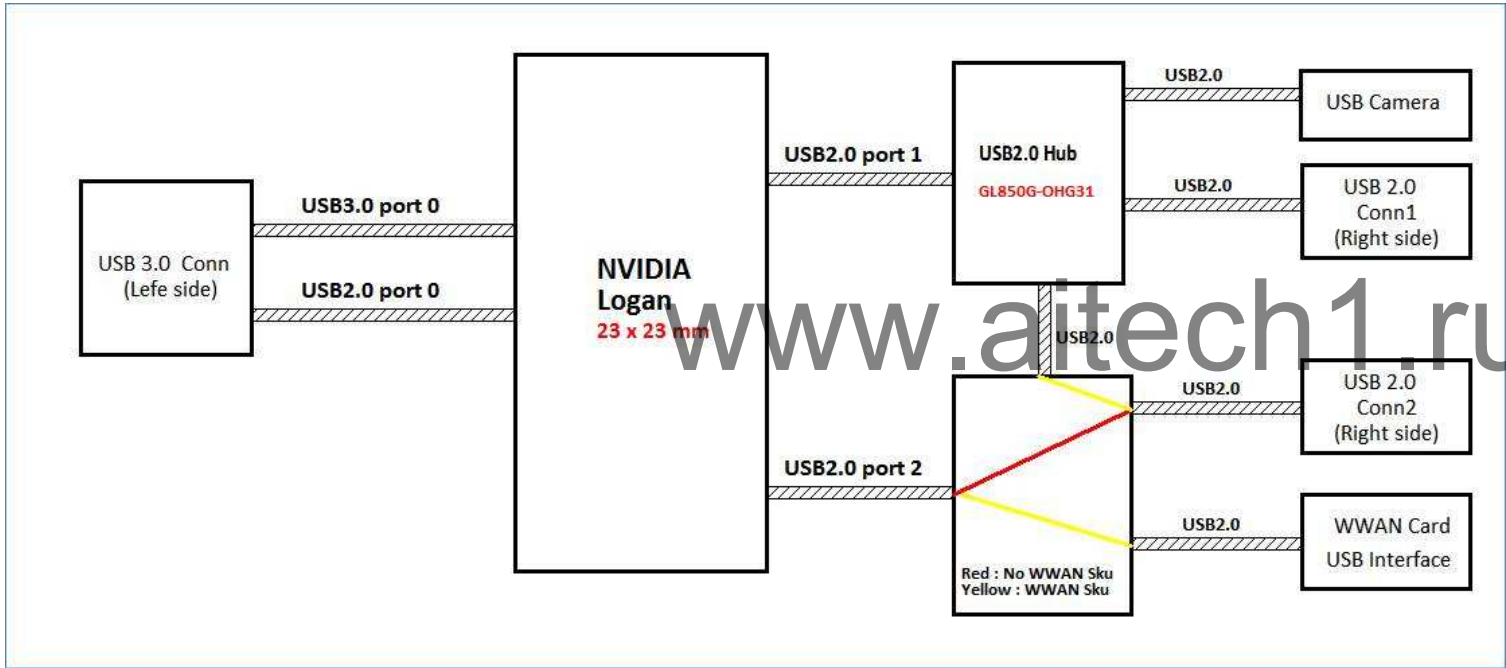 USB 3.0 Conn
(Lefe side)
USB3.0 port 0
USB2.0 port 0
NVIDIA
Logan
23 x 23 mm
USB2.0 port 1
USB2.0 port 2
USB2.0 Hub
GL850G-OHG31
USB2.0
USB Camera
USB2.0
USB 2.0
Conn1
(Right side)
USB2.0
www.aitech1.ru
USB2.0
USB 2.0
Conn2
(Right side)
USB2.0
WWAN Card
USB Interface
Red : No WWAN Sku
Yellow : WWAN Sku